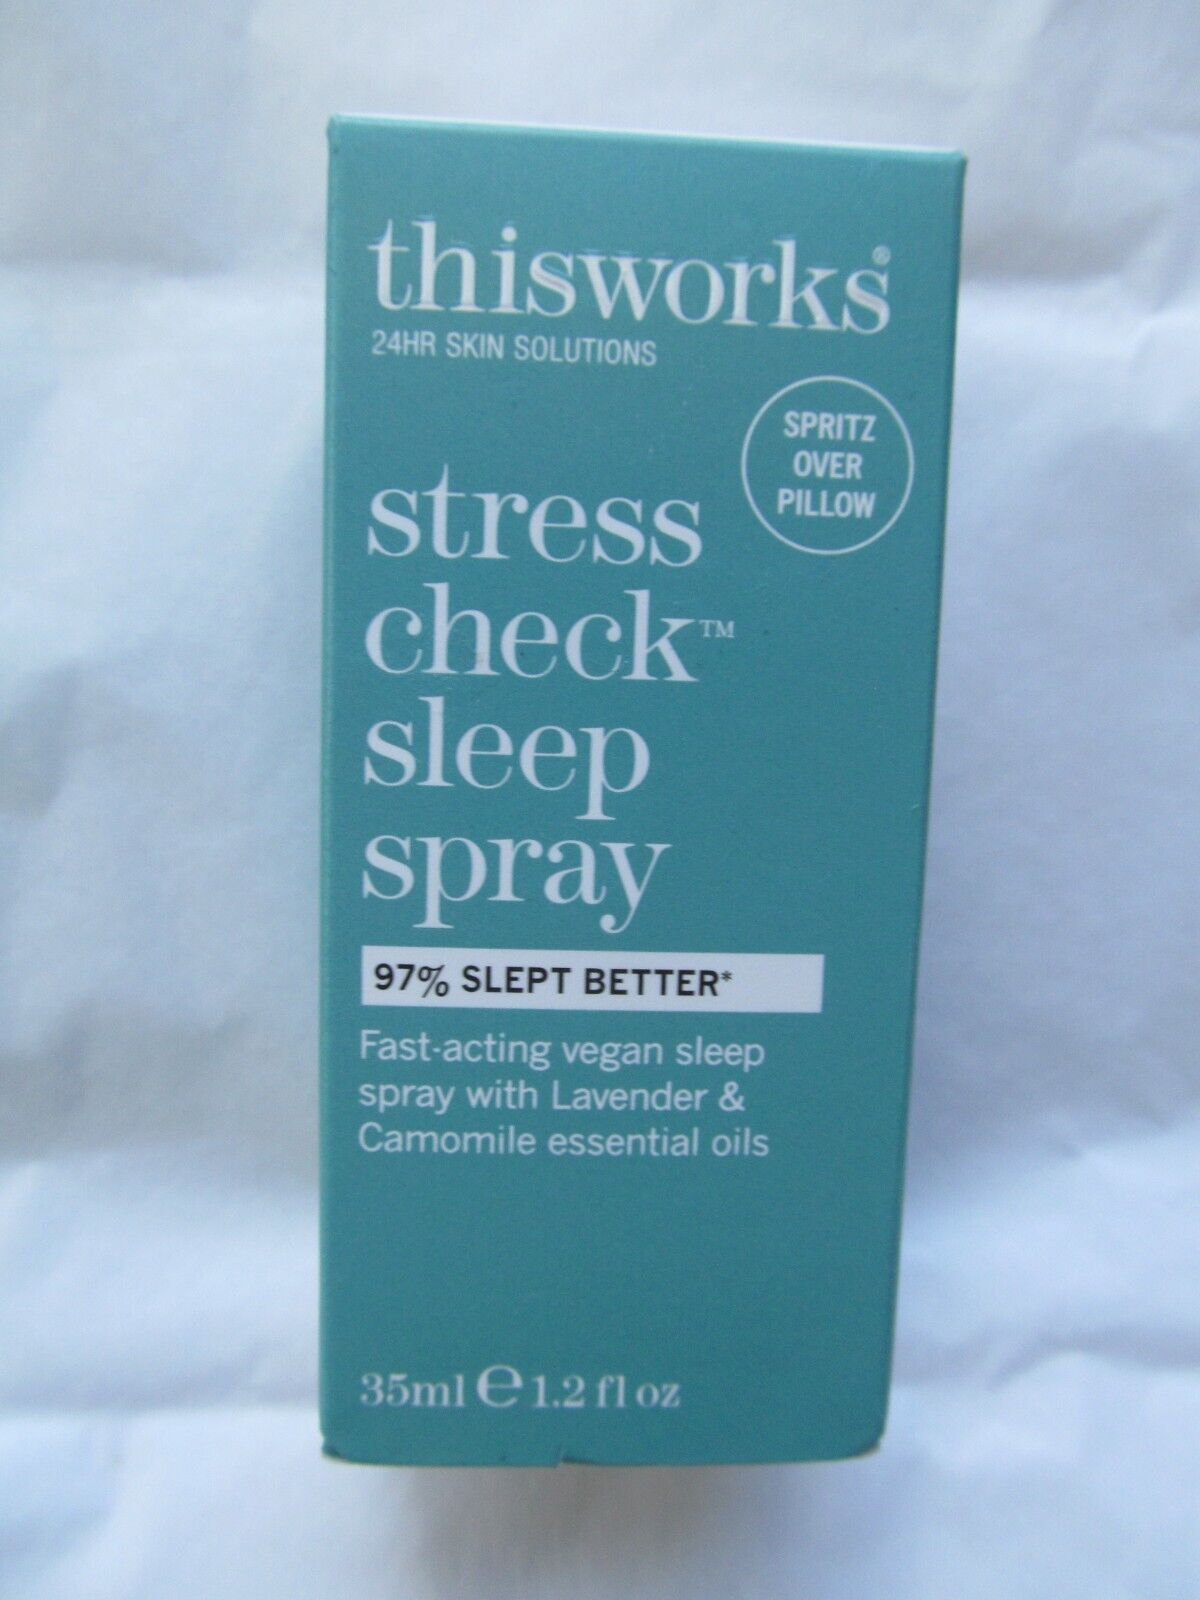 thisworks®
24HR SKIN SOLUTIONS
SPRITZ
OVER
PILLOW
stress
check™
sleep
spray
97% SLEPT BETTER*
Fast-acting vegan sleep
spray with Lavender &
Camomile essential oils
35ml ℮ 1.2 fl oz